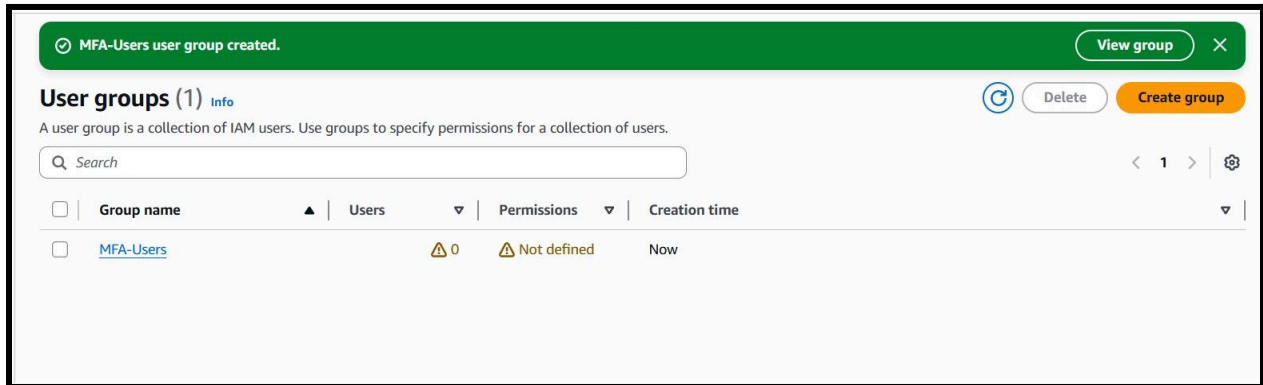 MFA-Users user group created.
View group
User groups (1) Info
Delete
Create group
A user group is a collection of IAM users. Use groups to specify permissions for a collection of users.
Search
1
Group name
Users
Permissions
Creation time
MFA-Users
0
Not defined
Now